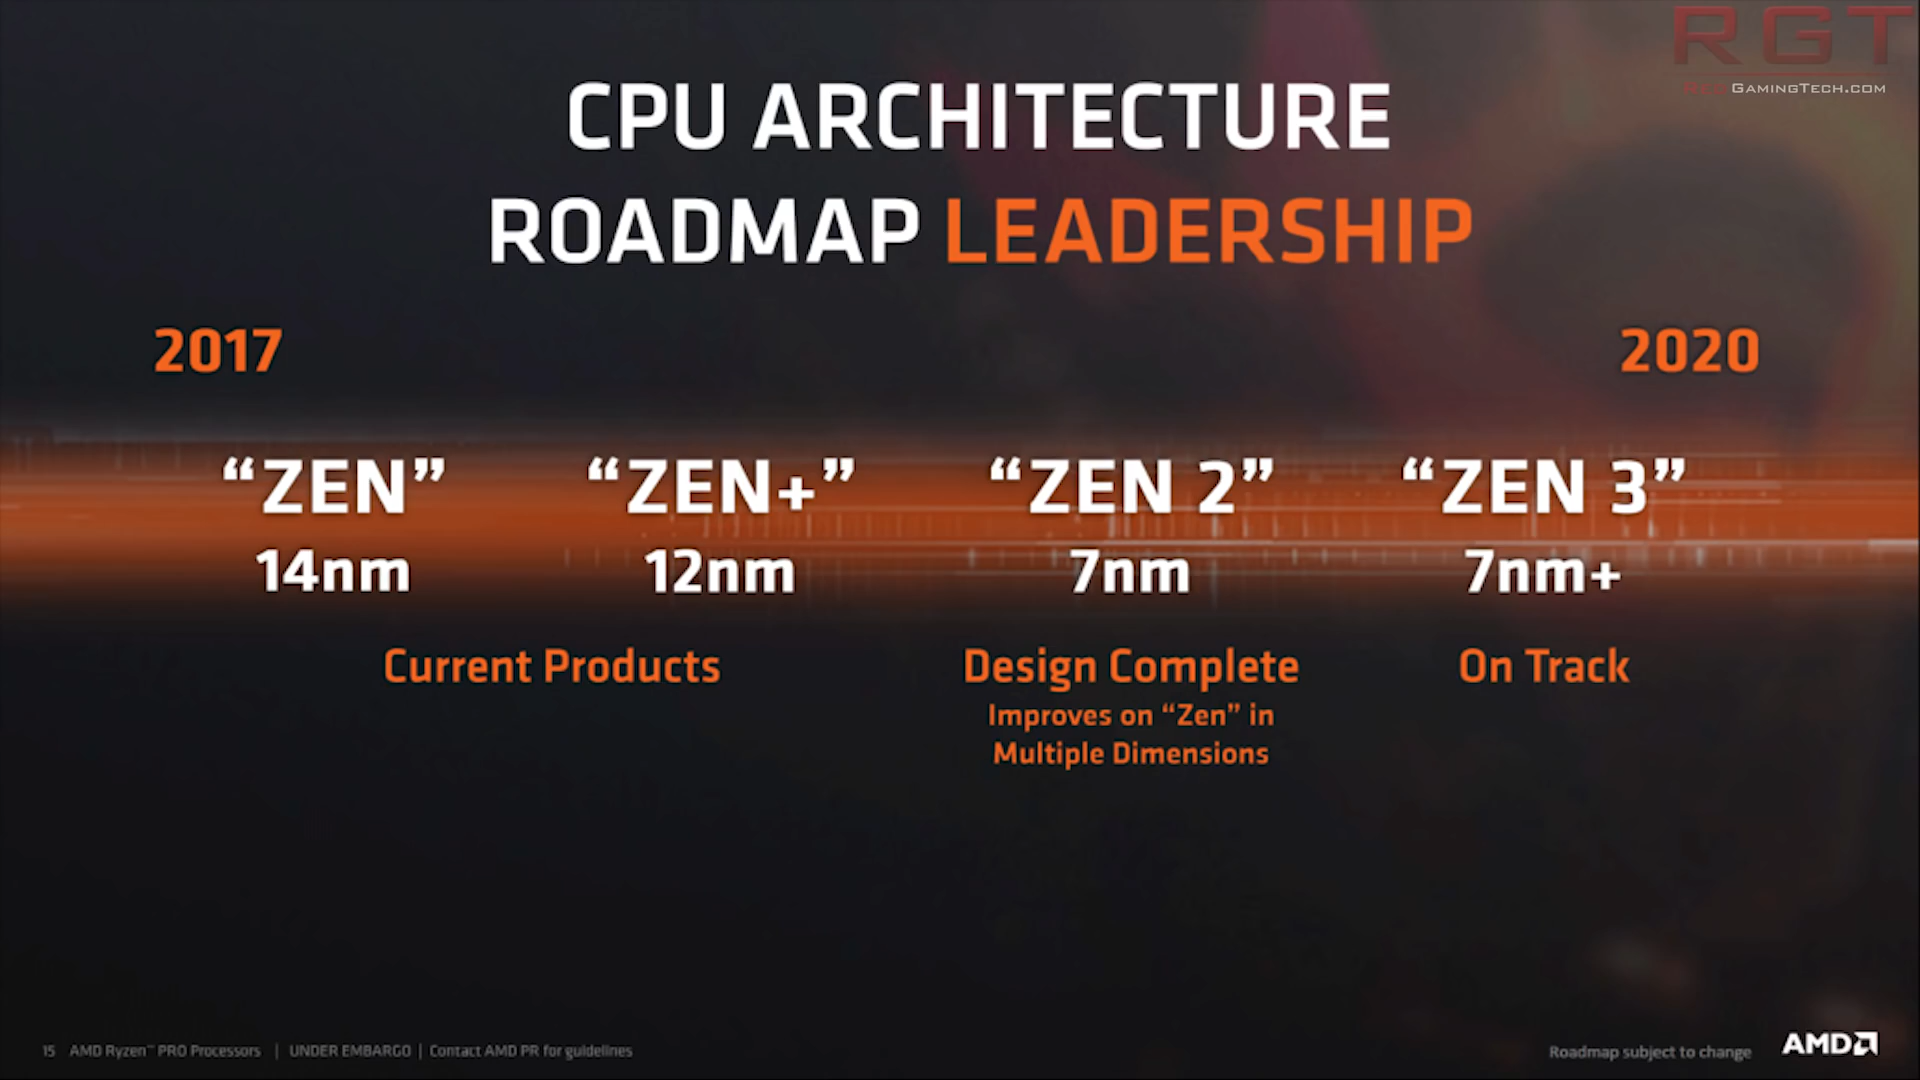 RGT
RedGamingTech.com
CPU ARCHITECTURE
ROADMAP LEADERSHIP
2017
2020
“ZEN”
“ZEN+”
“ZEN 2”
“ZEN 3”
14nm
12nm
7nm
7nm+
Current Products
Design Complete
On Track
Improves on “Zen” in
Multiple Dimensions
15 AMD Ryzen™ PRO Processors | UNDER EMBARGO | Contact AMD PR for guidelines
Roadmap subject to change
AMD